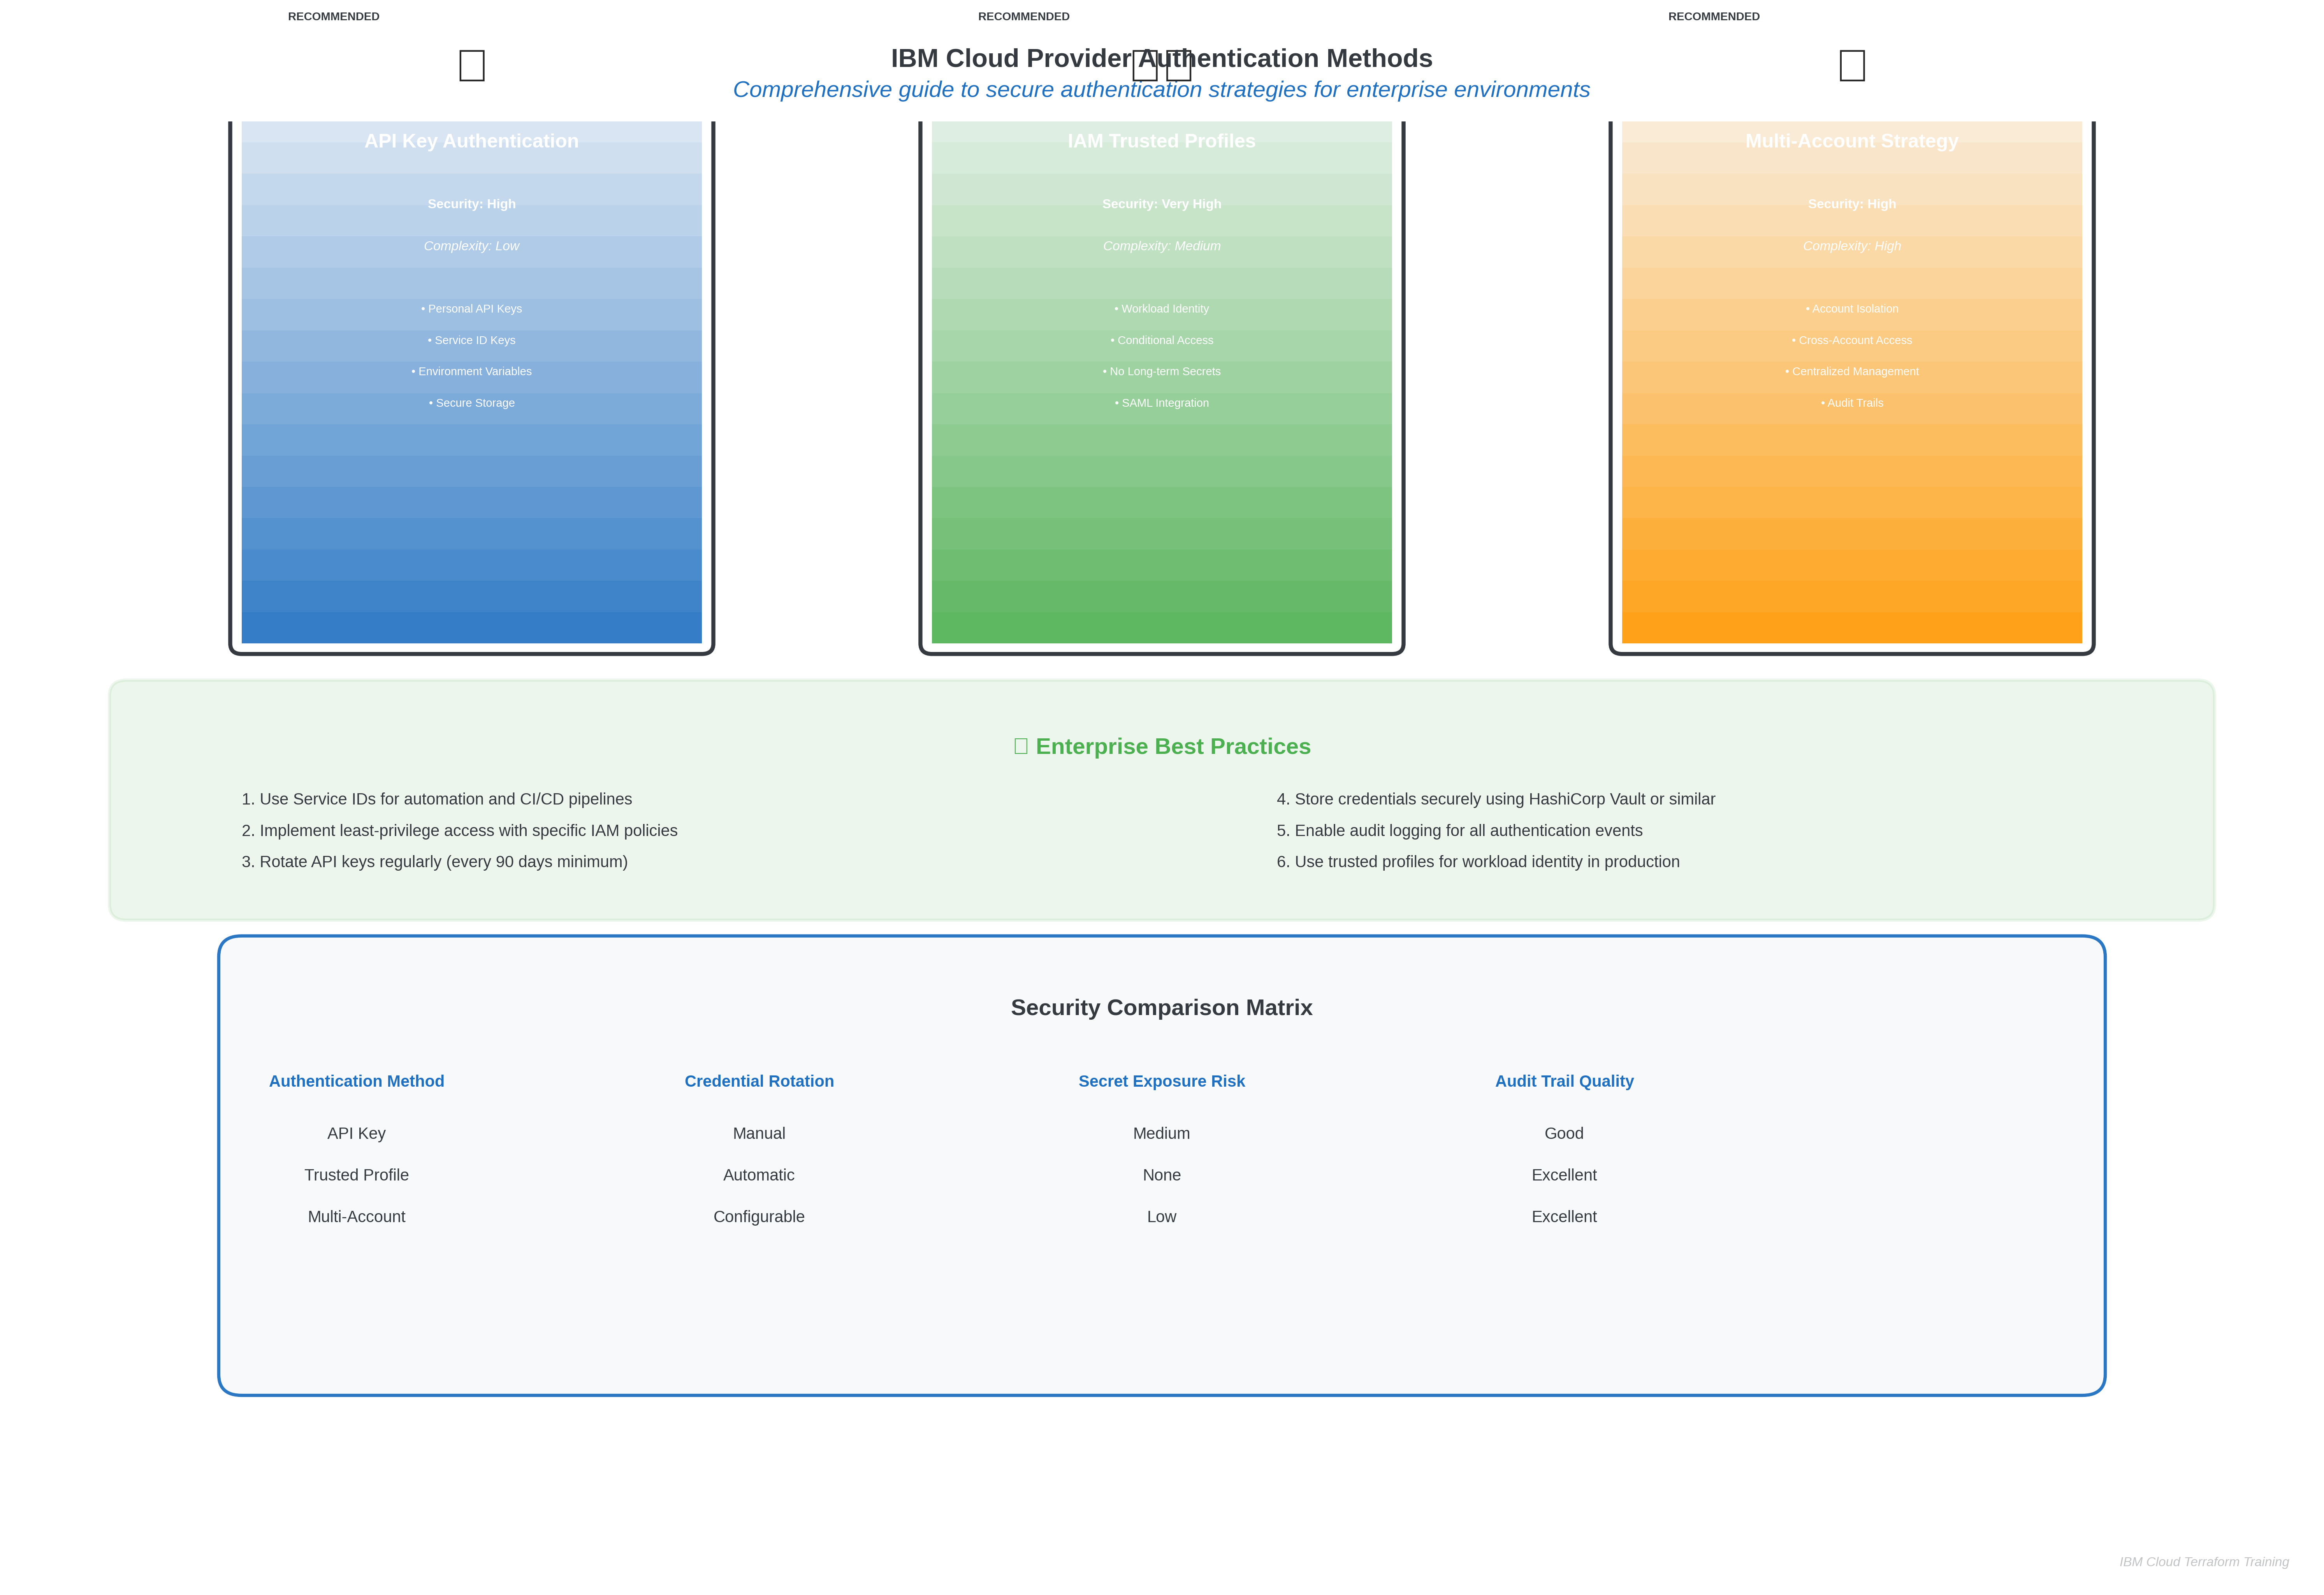 RECOMMENDED
RECOMMENDED
RECOMMENDED
IBM Cloud Provider Authentication Methods
Comprehensive guide to secure authentication strategies for enterprise environments
API Key Authentication
Security: High
Complexity: Low
• Personal API Keys
• Service ID Keys
• Environment Variables
• Secure Storage
IAM Trusted Profiles
Security: Very High
Complexity: Medium
• Workload Identity
• Conditional Access
• No Long-term Secrets
• SAML Integration
Multi-Account Strategy
Security: High
Complexity: High
• Account Isolation
• Cross-Account Access
• Centralized Management
• Audit Trails
Enterprise Best Practices
1. Use Service IDs for automation and CI/CD pipelines
2. Implement least-privilege access with specific IAM policies
3. Rotate API keys regularly (every 90 days minimum)
4. Store credentials securely using HashiCorp Vault or similar
5. Enable audit logging for all authentication events
6. Use trusted profiles for workload identity in production
Security Comparison Matrix
Authentication Method Credential Rotation Secret Exposure Risk Audit Trail Quality
API Key Manual Medium Good
Trusted Profile Automatic None Excellent
Multi-Account Configurable Low Excellent
IBM Cloud Terraform Training